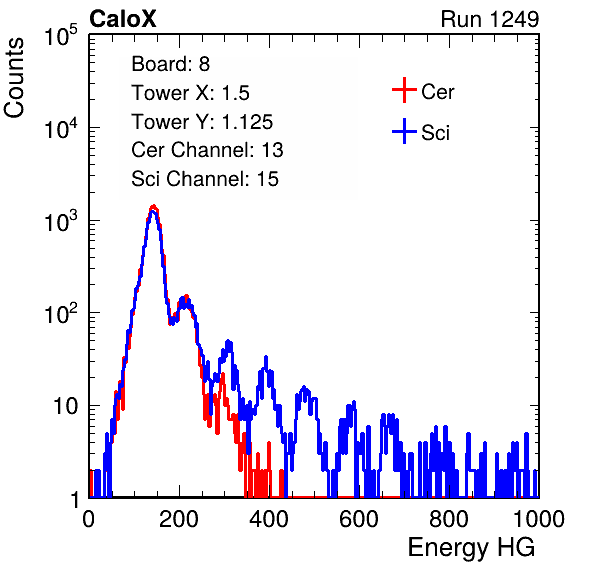 CaloX Run 1249
Counts
10^5
10^4
10^3
10^2
10
1
Board: 8
Tower X: 1.5
Tower Y: 1.125
Cer Channel: 13
Sci Channel: 15
Cer
Sci
0 200 400 600 800 1000
Energy HG